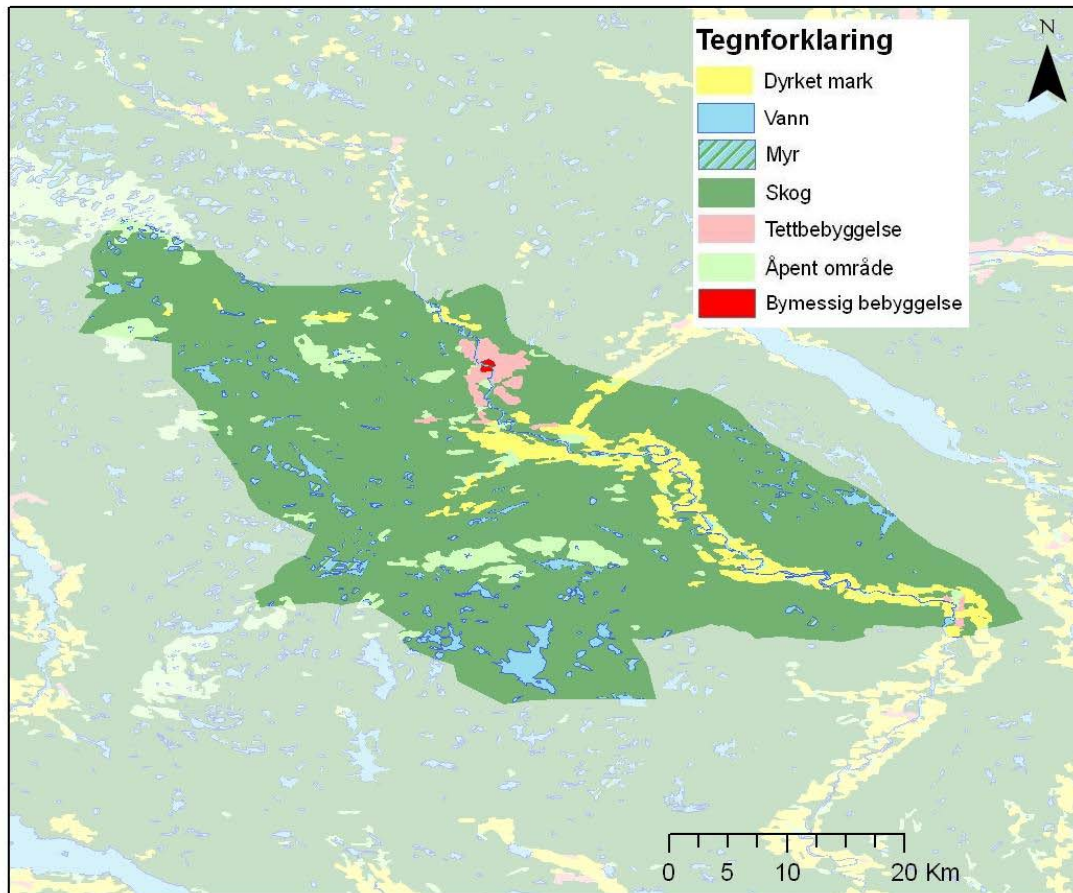 N
Tegnforklaring
Dyrket mark
Vann
Myr
Skog
Tettbebyggelse
Åpent område
Bymessig bebyggelse
0 5 10 20 Km